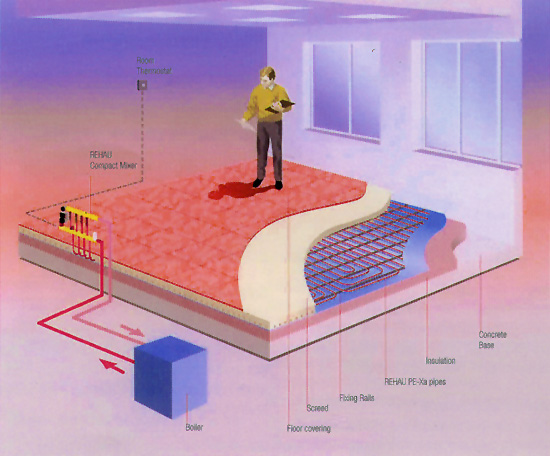 Room
Thermostat
REHAU
Compact Mixer
Concrete
Base
Insulation
REHAU PE-Xa pipes
Fixing Rails
Screed
Floor covering
Boiler